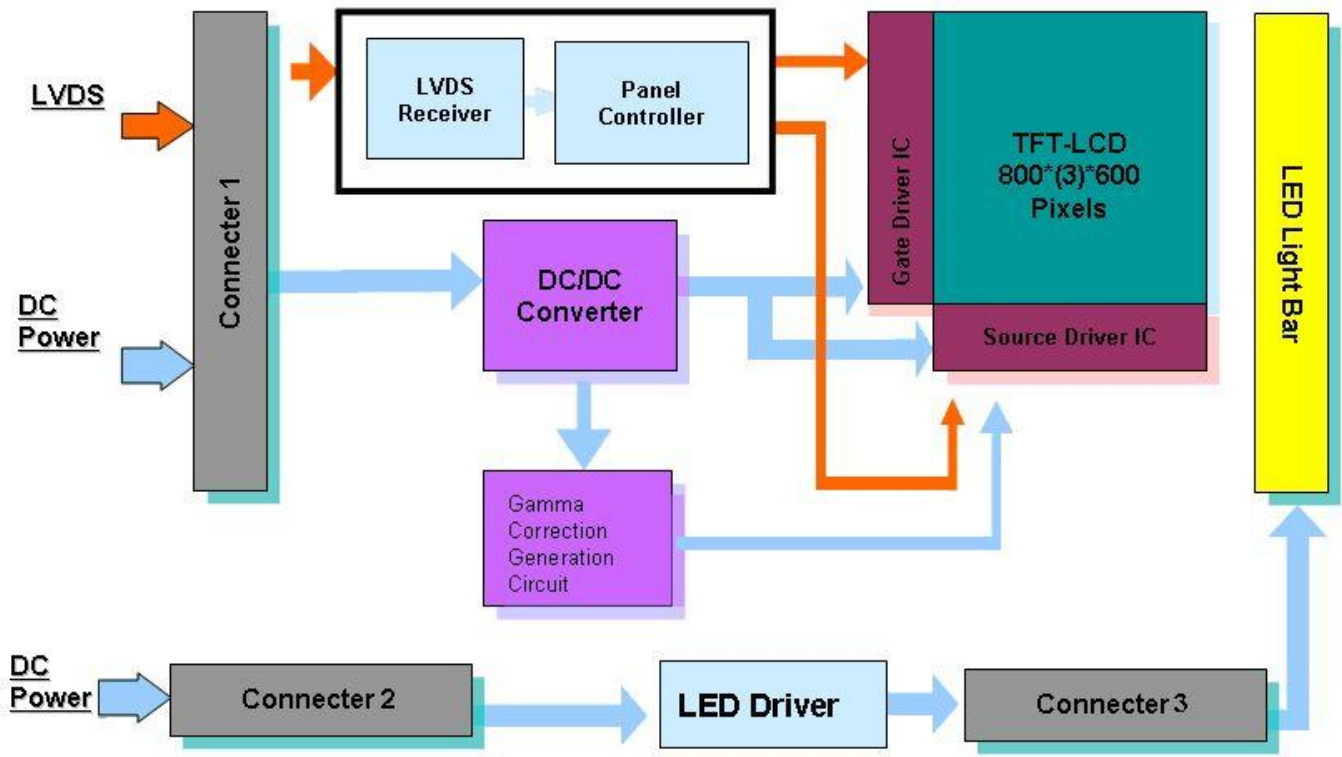 LVDS
DC
Power
Connecter 1
LVDS
Receiver
Panel
Controller
DC/DC
Converter
Gamma
Correction
Generation
Circuit
Gate Driver IC
TFT-LCD
800*(3)*600
Pixels
Source Driver IC
LED Light Bar
DC
Power
Connecter 2
LED Driver
Connecter 3